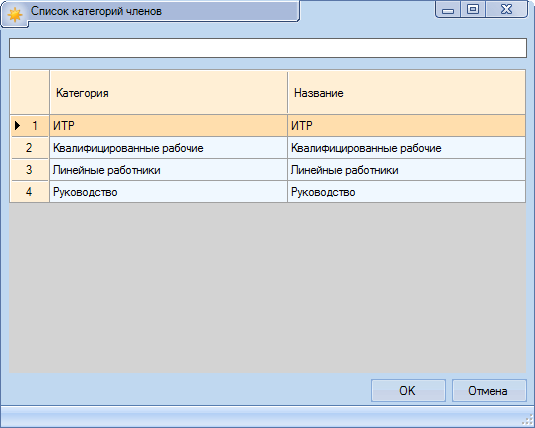 Список категорий членов
Категория Название
1 ИТР ИТР
2 Квалифицированные рабочие Квалифицированные рабочие
3 Линейные работники Линейные работники
4 Руководство Руководство
OK Отмена